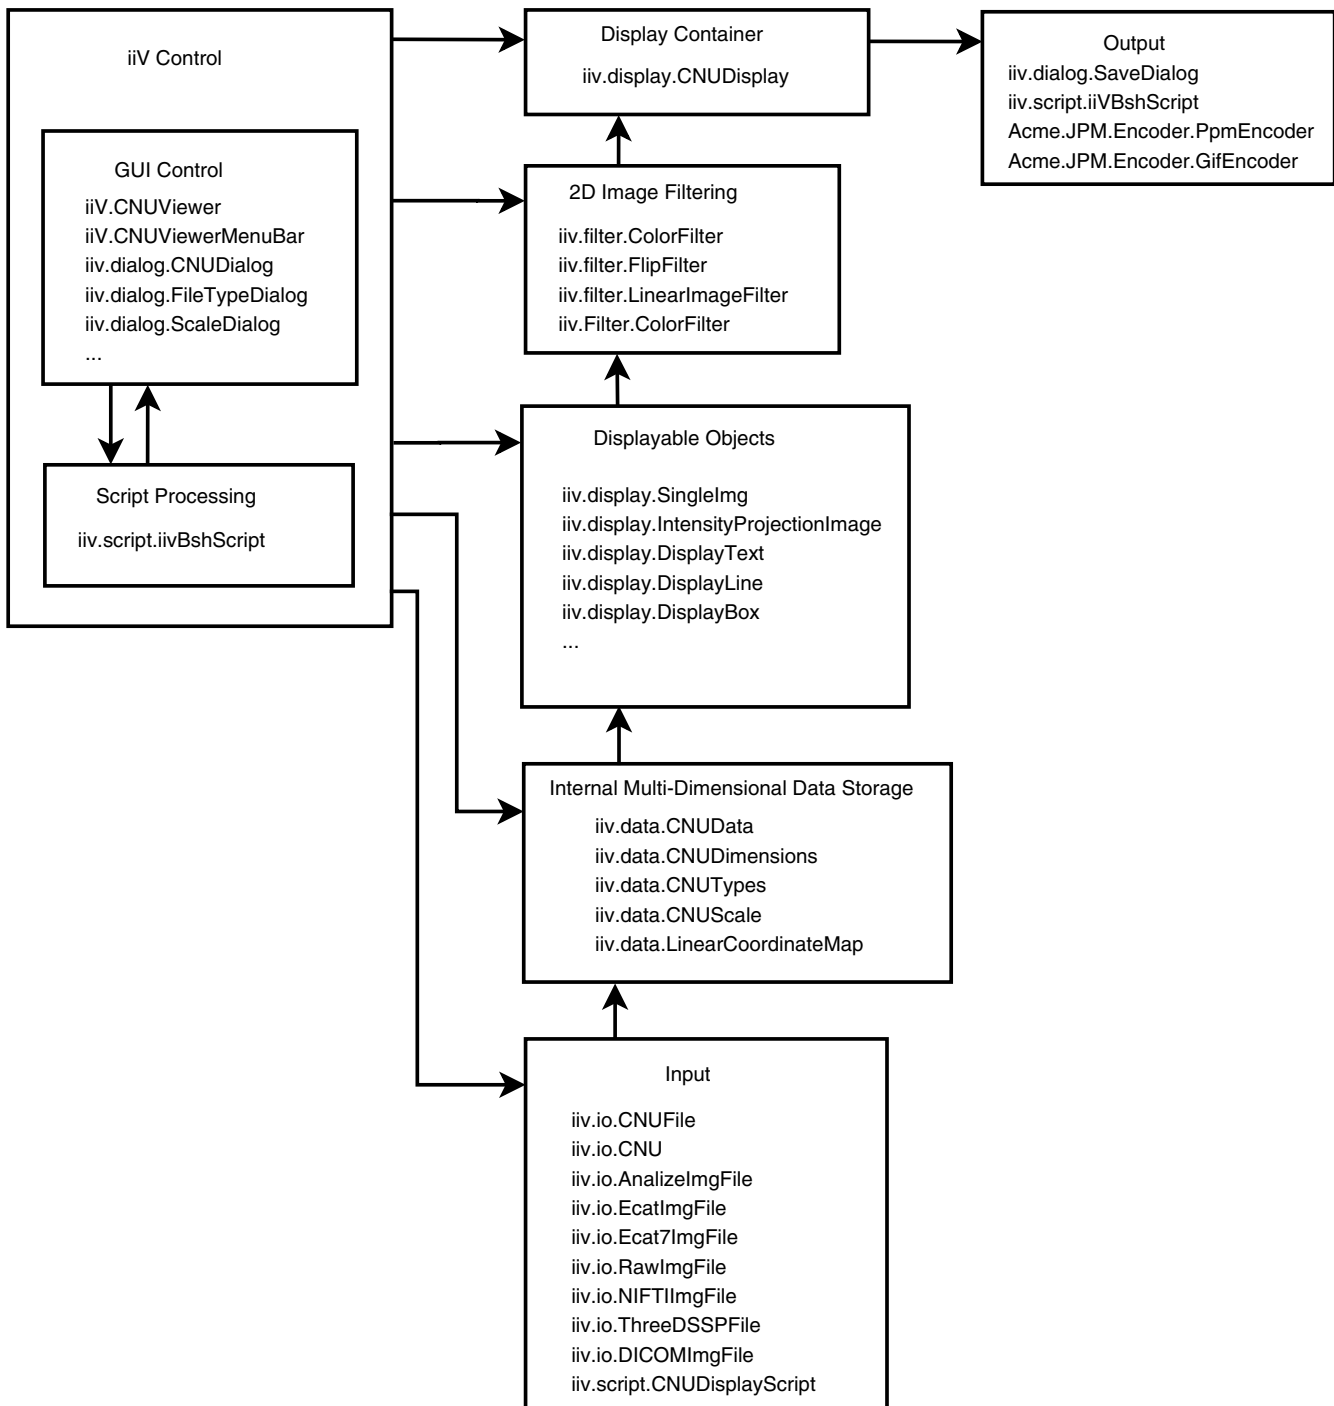 iiV Control
GUI Control
iiV.CNUViewer
iiV.CNUViewerMenuBar
iiv.dialog.CNUDialog
iiv.dialog.FileTypeDialog
iiv.dialog.ScaleDialog
...
Script Processing
iiv.script.iivBshScript
Display Container
iiv.display.CNUDisplay
Output
iiv.dialog.SaveDialog
iiv.script.iiVBshScript
Acme.JPM.Encoder.PpmEncoder
Acme.JPM.Encoder.GifEncoder
2D Image Filtering
iiv.filter.ColorFilter
iiv.filter.FlipFilter
iiv.filter.LinearImageFilter
iiv.Filter.ColorFilter
Displayable Objects
iiv.display.SingleImg
iiv.display.IntensityProjectionImage
iiv.display.DisplayText
iiv.display.DisplayLine
iiv.display.DisplayBox
...
Internal Multi-Dimensional Data Storage
iiv.data.CNUData
iiv.data.CNUDimensions
iiv.data.CNUTypes
iiv.data.CNUScale
iiv.data.LinearCoordinateMap
Input
iiv.io.CNUFile
iiv.io.CNU
iiv.io.AnalizeImgFile
iiv.io.EcatImgFile
iiv.io.Ecat7ImgFile
iiv.io.RawImgFile
iiv.io.NIFTIImgFile
iiv.io.ThreeDSSPFile
iiv.io.DICOMImgFile
iiv.script.CNUDisplayScript